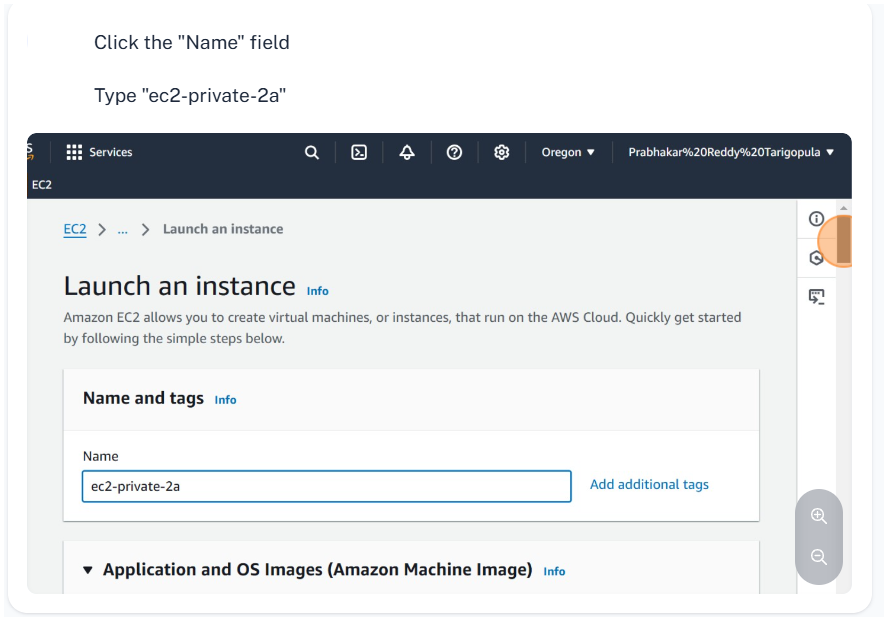 Click the "Name" field
Type "ec2-private-2a"
Services
Oregon ▼
Prabhakar%20Reddy%20Tarigopula ▼
EC2
EC2 > ... > Launch an instance
Launch an instance Info
Amazon EC2 allows you to create virtual machines, or instances, that run on the AWS Cloud. Quickly get started
by following the simple steps below.
Name and tags Info
Name
ec2-private-2a
Add additional tags
▼ Application and OS Images (Amazon Machine Image) Info